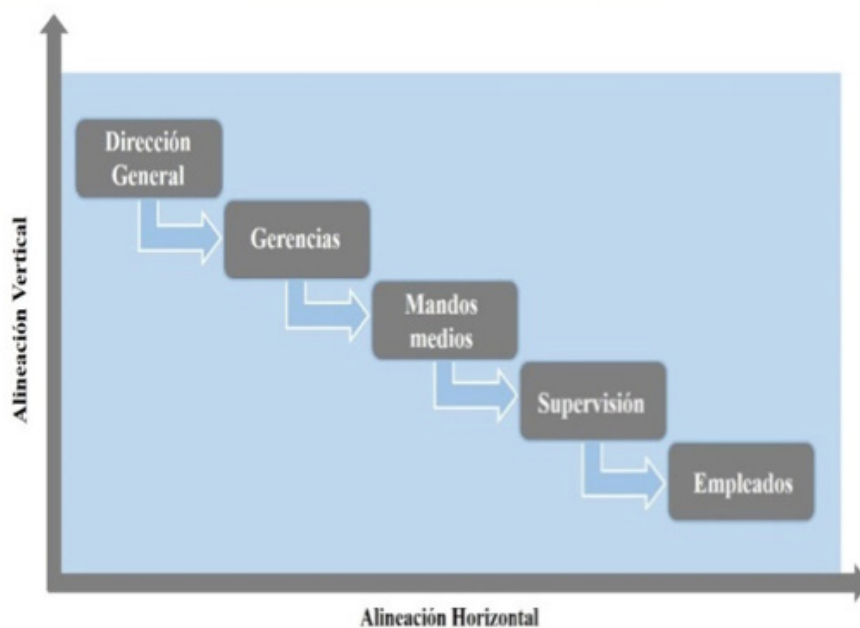 Dirección
General
Gerencias
Mandos
medios
Supervisión
Empleados
Alineación Vertical
Alineación Horizontal